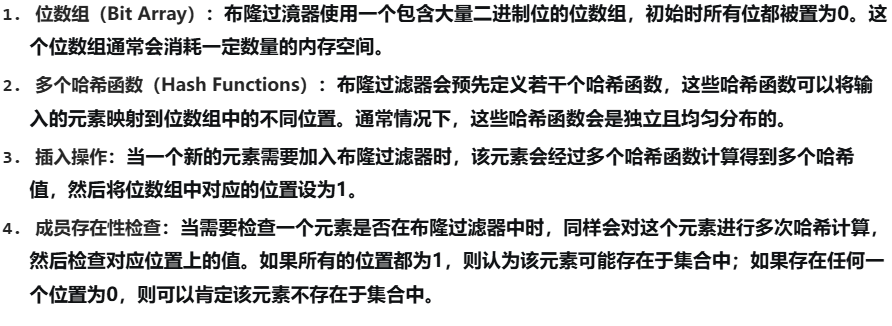 1. 位数组（Bit Array）：布隆过滤器使用一个包含大量二进制位的位数组，初始时所有位都被置为0。这
个位数组通常会消耗一定数量的内存空间。
2. 多个哈希函数（Hash Functions）：布隆过滤器会预先定义若干个哈希函数，这些哈希函数可以将输
入的元素映射到位数组中的不同位置。通常情况下，这些哈希函数会是独立且均匀分布的。
3. 插入操作：当一个新的元素需要加入布隆过滤器时，该元素会经过多个哈希函数计算得到多个哈希
值，然后将位数组中对应的位置设为1。
4. 成员存在性检查：当需要检查一个元素是否在布隆过滤器中时，同样会对这个元素进行多次哈希计算，
然后检查对应位置上的值。如果所有的位置都为1，则认为该元素可能存在于集合中；如果存在任何一
个位置为0，则可以肯定该元素不存在于集合中。